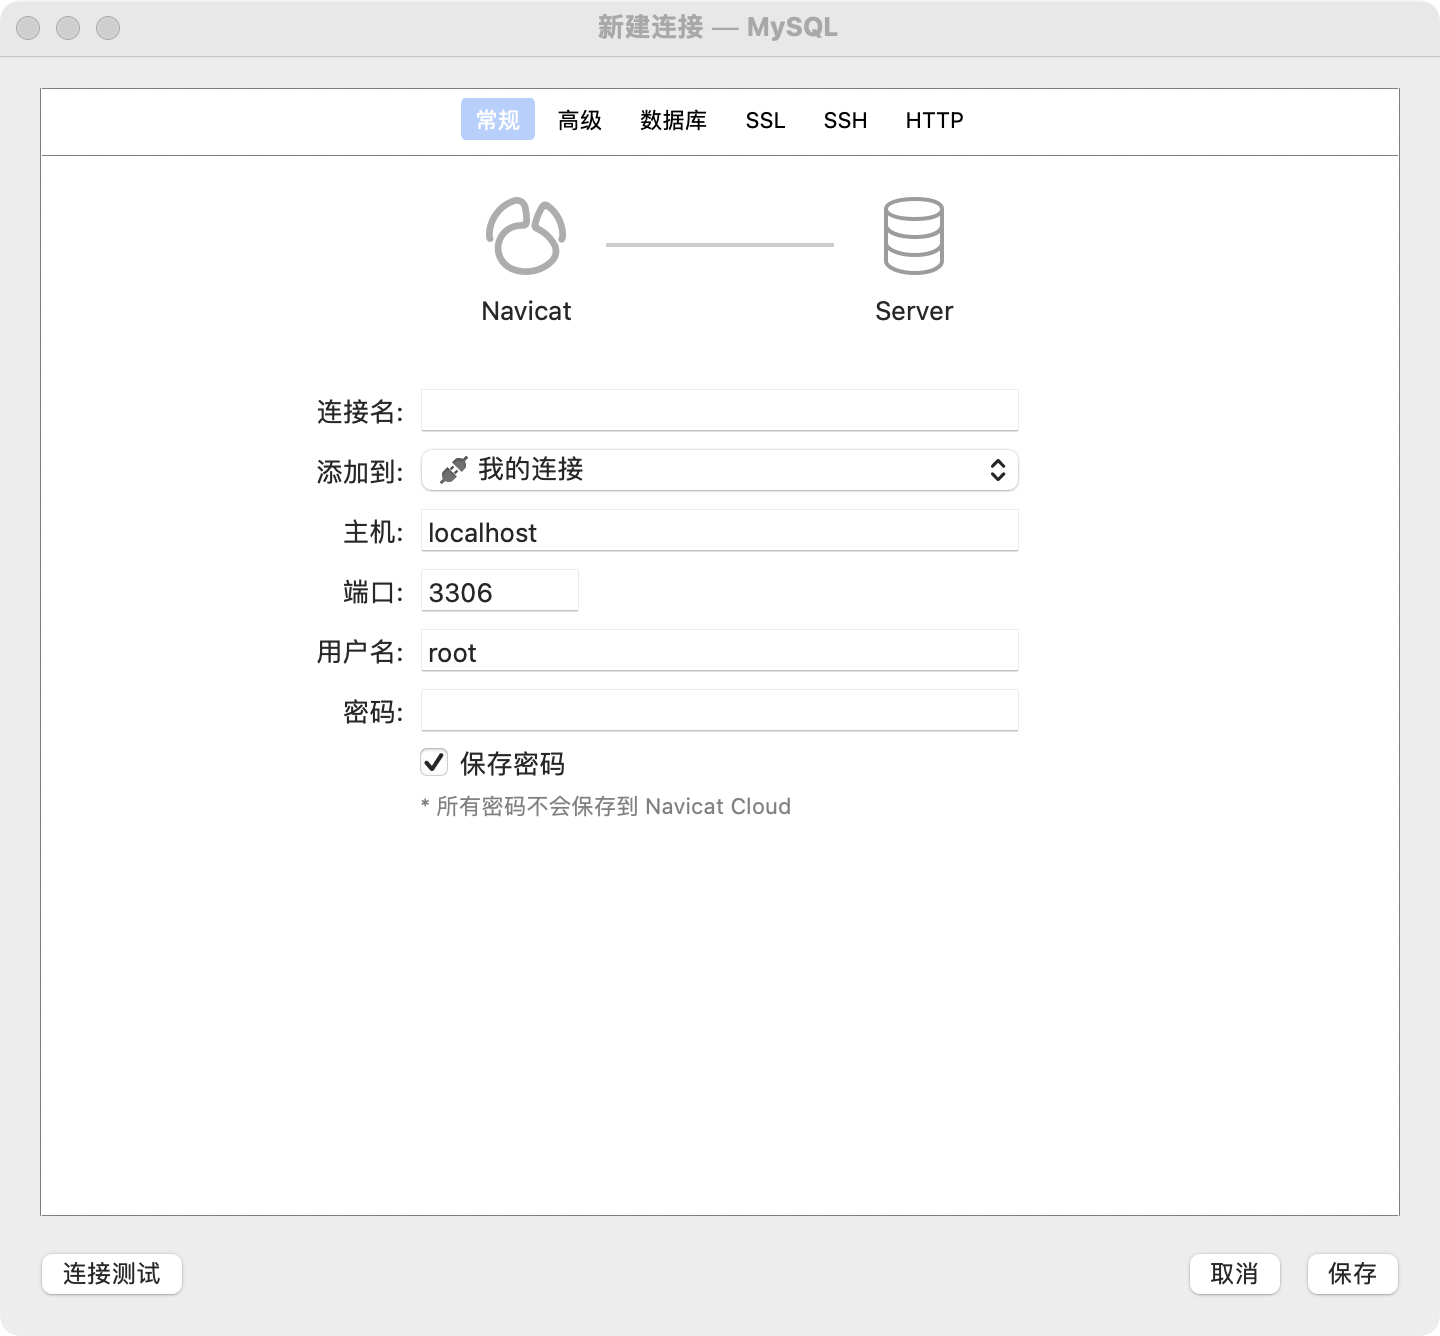 新建连接 — MySQL
常规 高级 数据库 SSL SSH HTTP
Navicat Server
连接名:
添加到: 我的连接
主机: localhost
端口: 3306
用户名: root
密码:
保存密码
* 所有密码不会保存到 Navicat Cloud
连接测试 取消 保存